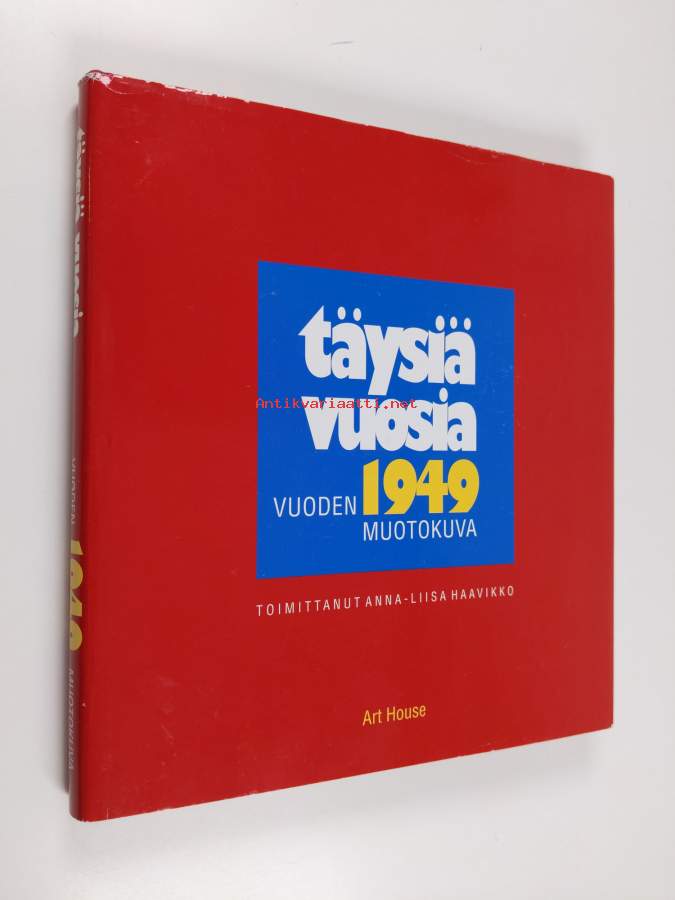 täysiä
vuosia
VUODEN 1949
MUOTOKUVA
TOIMITTANUT ANNA-LIISA HAAVIKKO
Art House
Antikvariaatti.net
täysiä vuosia
VUODEN 1949 MUOTOKUVA